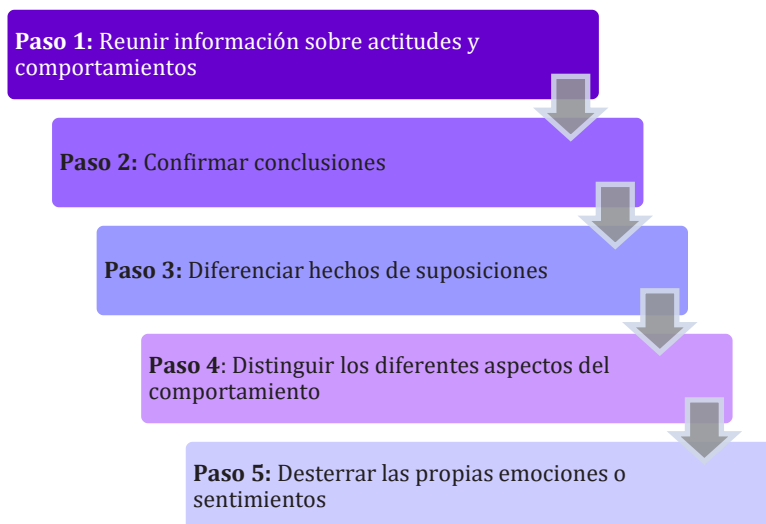 Paso 1: Reunir información sobre actitudes y
comportamientos
Paso 2: Confirmar conclusiones
Paso 3: Diferenciar hechos de suposiciones
Paso 4: Distinguir los diferentes aspectos del
comportamiento
Paso 5: Desterrar las propias emociones o
sentimientos